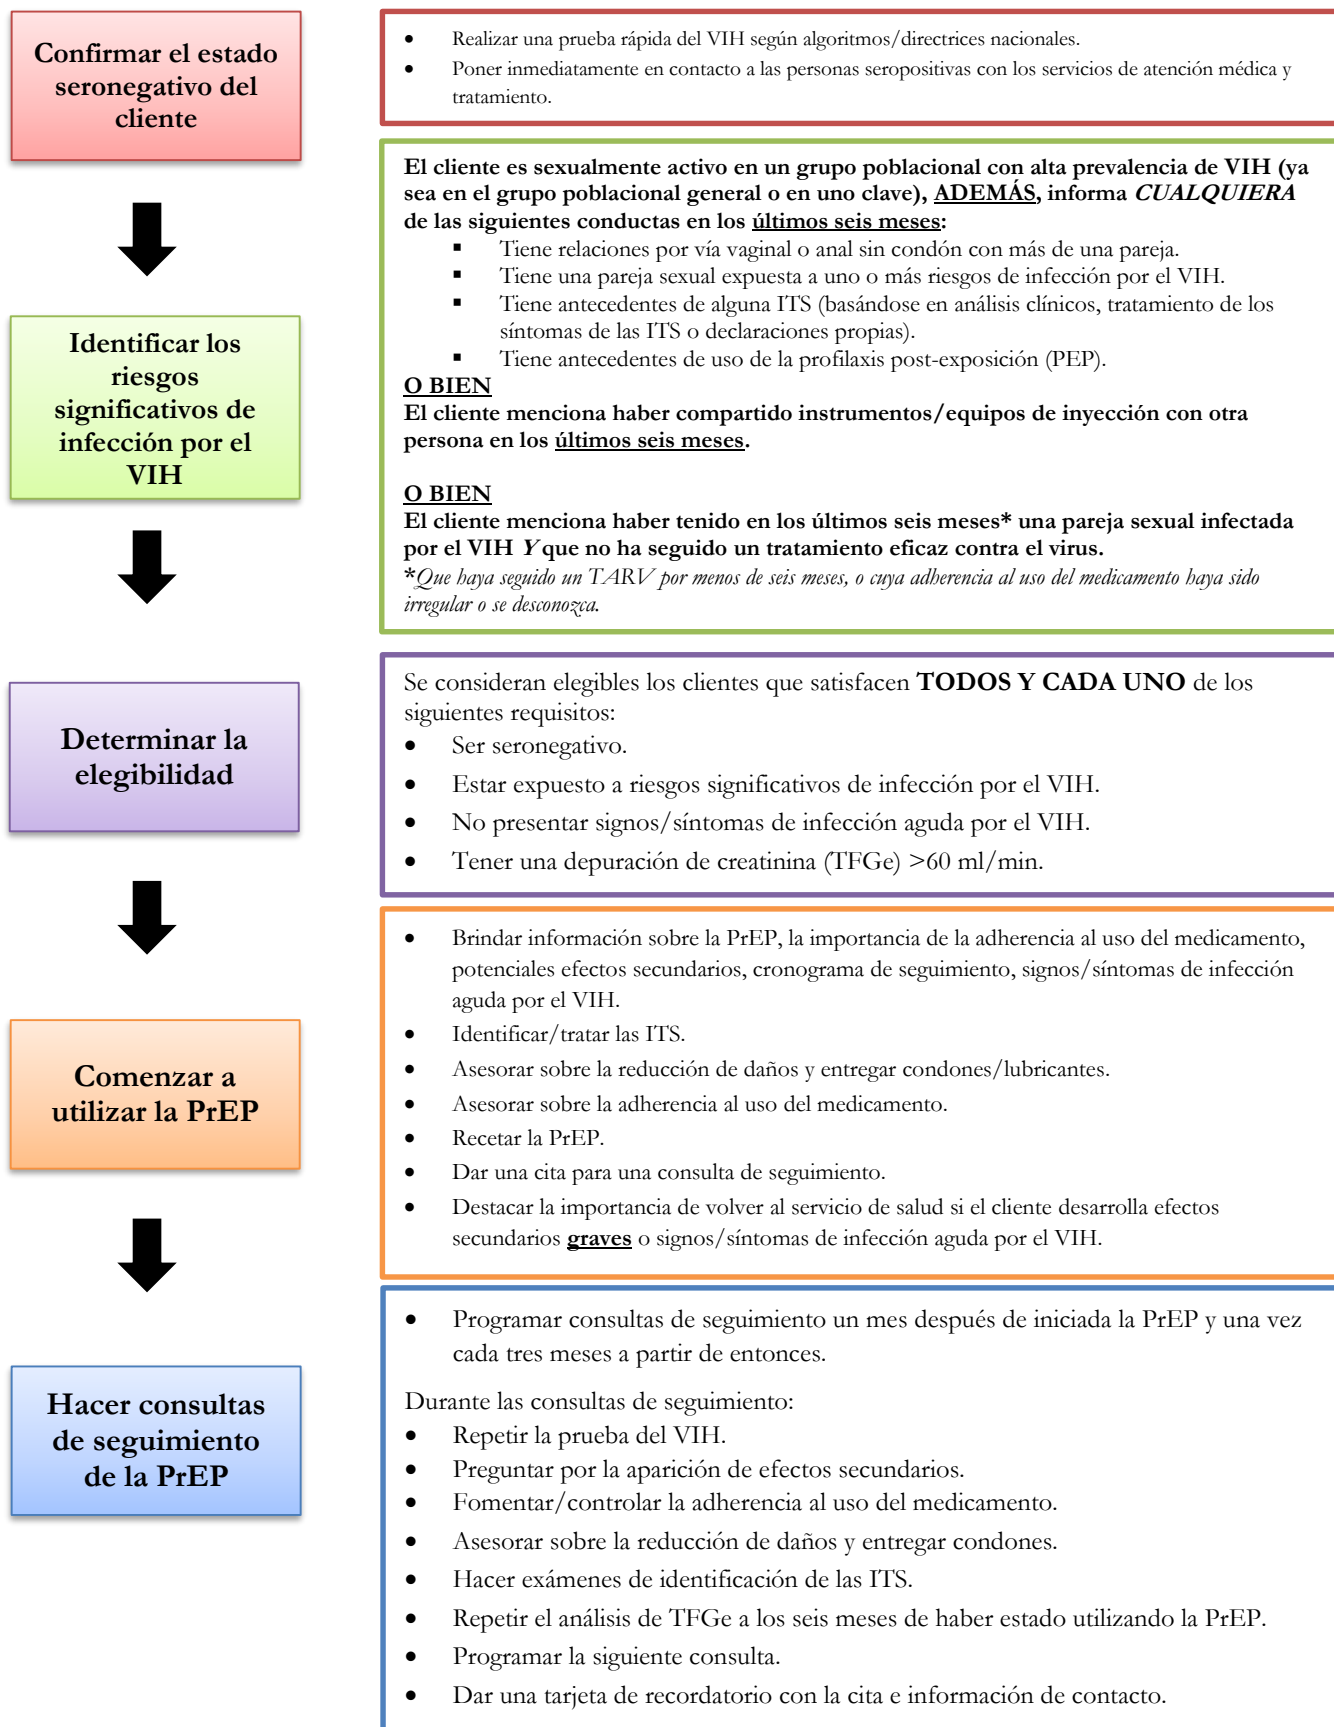 Confirmar el estado
seronegativo del
cliente
• Realizar una prueba rápida del VIH según algoritmos/directrices nacionales.
• Poner inmediatamente en contacto a las personas seropositivas con los servicios de atención médica y
tratamiento.
Identificar los
riesgos
significativos de
infección por el
VIH
El cliente es sexualmente activo en un grupo poblacional con alta prevalencia de VIH (ya
sea en el grupo poblacional general o en uno clave), ADEMÁS, informa CUALQUIERA
de las siguientes conductas en los últimos seis meses:
▪ Tiene relaciones por vía vaginal o anal sin condón con más de una pareja.
▪ Tiene una pareja sexual expuesta a uno o más riesgos de infección por el VIH.
▪ Tiene antecedentes de alguna ITS (basándose en análisis clínicos, tratamiento de los
síntomas de las ITS o declaraciones propias).
▪ Tiene antecedentes de uso de la profilaxis post-exposición (PEP).
O BIEN
El cliente menciona haber compartido instrumentos/equipos de inyección con otra
persona en los últimos seis meses.
O BIEN
El cliente menciona haber tenido en los últimos seis meses* una pareja sexual infectada
por el VIH Y que no ha seguido un tratamiento eficaz contra el virus.
*Que haya seguido un TARV por menos de seis meses, o cuya adherencia al uso del medicamento haya sido
irregular o se desconozca.
Determinar la
elegibilidad
Se consideran elegibles los clientes que satisfacen TODOS Y CADA UNO de los
siguientes requisitos:
• Ser seronegativo.
• Estar expuesto a riesgos significativos de infección por el VIH.
• No presentar signos/síntomas de infección aguda por el VIH.
• Tener una depuración de creatinina (TFGe) >60 ml/min.
Comenzar a
utilizar la PrEP
• Brindar información sobre la PrEP, la importancia de la adherencia al uso del medicamento,
potenciales efectos secundarios, cronograma de seguimiento, signos/síntomas de infección
aguda por el VIH.
• Identificar/tratar las ITS.
• Asesorar sobre la reducción de daños y entregar condones/lubricantes.
• Asesorar sobre la adherencia al uso del medicamento.
• Recetar la PrEP.
• Dar una cita para una consulta de seguimiento.
• Destacar la importancia de volver al servicio de salud si el cliente desarrolla efectos
secundarios graves o signos/síntomas de infección aguda por el VIH.
Hacer consultas
de seguimiento
de la PrEP
• Programar consultas de seguimiento un mes después de iniciada la PrEP y una vez
cada tres meses a partir de entonces.
Durante las consultas de seguimiento:
• Repetir la prueba del VIH.
• Preguntar por la aparición de efectos secundarios.
• Fomentar/controlar la adherencia al uso del medicamento.
• Asesorar sobre la reducción de daños y entregar condones.
• Hacer exámenes de identificación de las ITS.
• Repetir el análisis de TFGe a los seis meses de haber estado utilizando la PrEP.
• Programar la siguiente consulta.
• Dar una tarjeta de recordatorio con la cita e información de contacto.